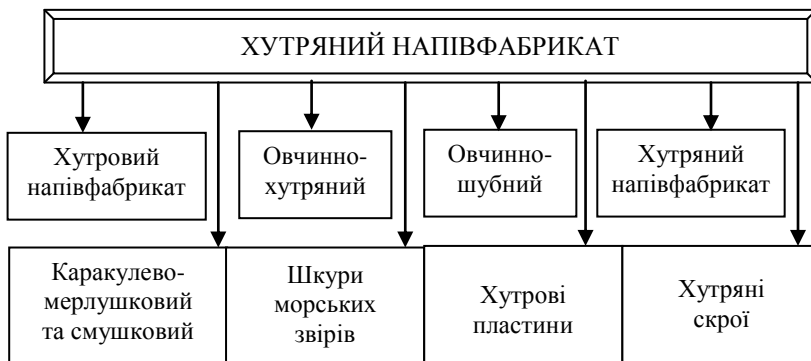 ХУТРЯНИЙ НАПІВФАБРИКАТ
Хутровий
напівфабрикат
Овчинно-
хутряний
Овчинно-
шубний
Хутряний
напівфабрикат
Каракулево-
мерлушковий
та смушковий
Шкури
морських
звірів
Хутрові
пластини
Хутряні
скрої